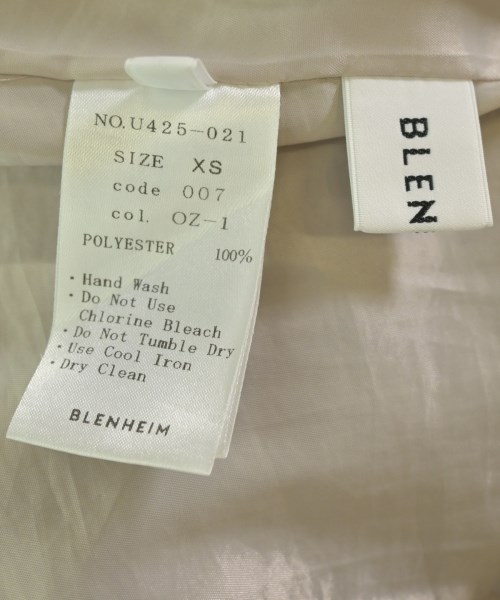 NO.U425-021
SIZE XS
code 007
col. OZ-1
POLYESTER 100%
・Hand Wash
・Do Not Use
Chlorine Bleach
・Do Not Tumble Dry
・Use Cool Iron
・Dry Clean
BLENHEIM
BLEN